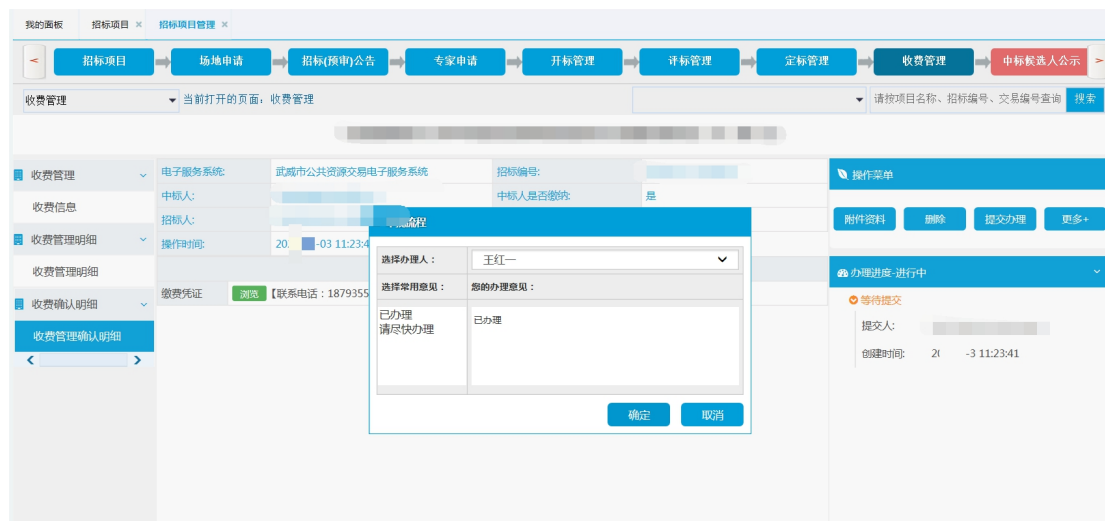 我的面板 招标项目 × 招标项目管理 ×
< 招标项目 场地申请 招标(预审)公告 专家申请 开标管理 评标管理 定标管理 收费管理 中标候选人公示 >
收费管理 当前打开的页面：收费管理 请按项目名称、招标编号、交易编号查询 搜索
收费管理
收费信息
收费管理明细
收费管理明细
收费确认明细
收费管理确认明细
电子服务系统: 武威市公共资源交易电子服务系统 招标编号:
中标人: 中标人是否缴纳: 是
招标人:
操作时间: 20 -03 11:23:4
缴费凭证 浏览 【联系电话：1879355
流程
选择办理人： 王红一
选择常用意见： 您的办理意见：
已办理
请尽快办理
已办理
确定 取消
操作菜单
附件资料 删除 提交办理 更多+
办理进度-进行中
等待提交
提交人:
创建时间: 2 -3 11:23:41